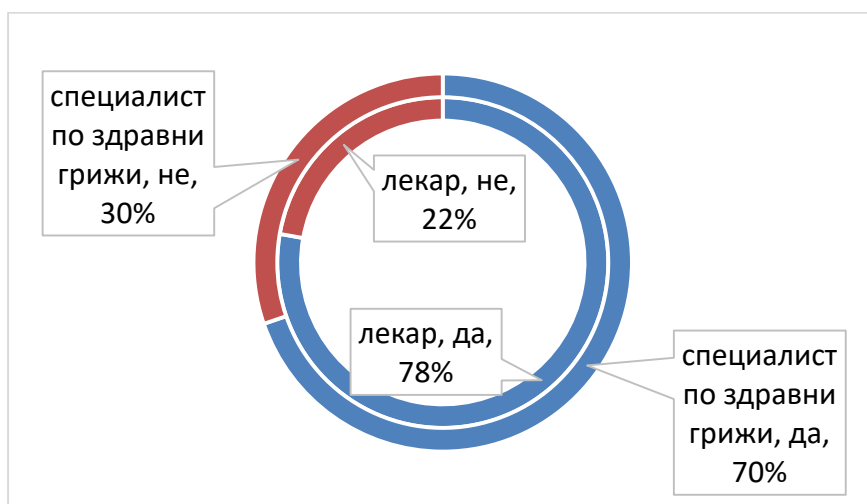 специалист
по здравни
грижи, не,
30%
лекар, не,
22%
лекар, да,
78%
специалист
по здравни
грижи, да,
70%